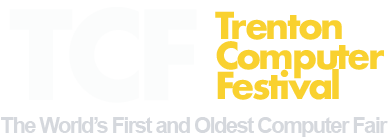 TCF
Trenton
Computer
Festival
The World's First and Oldest Computer Fair